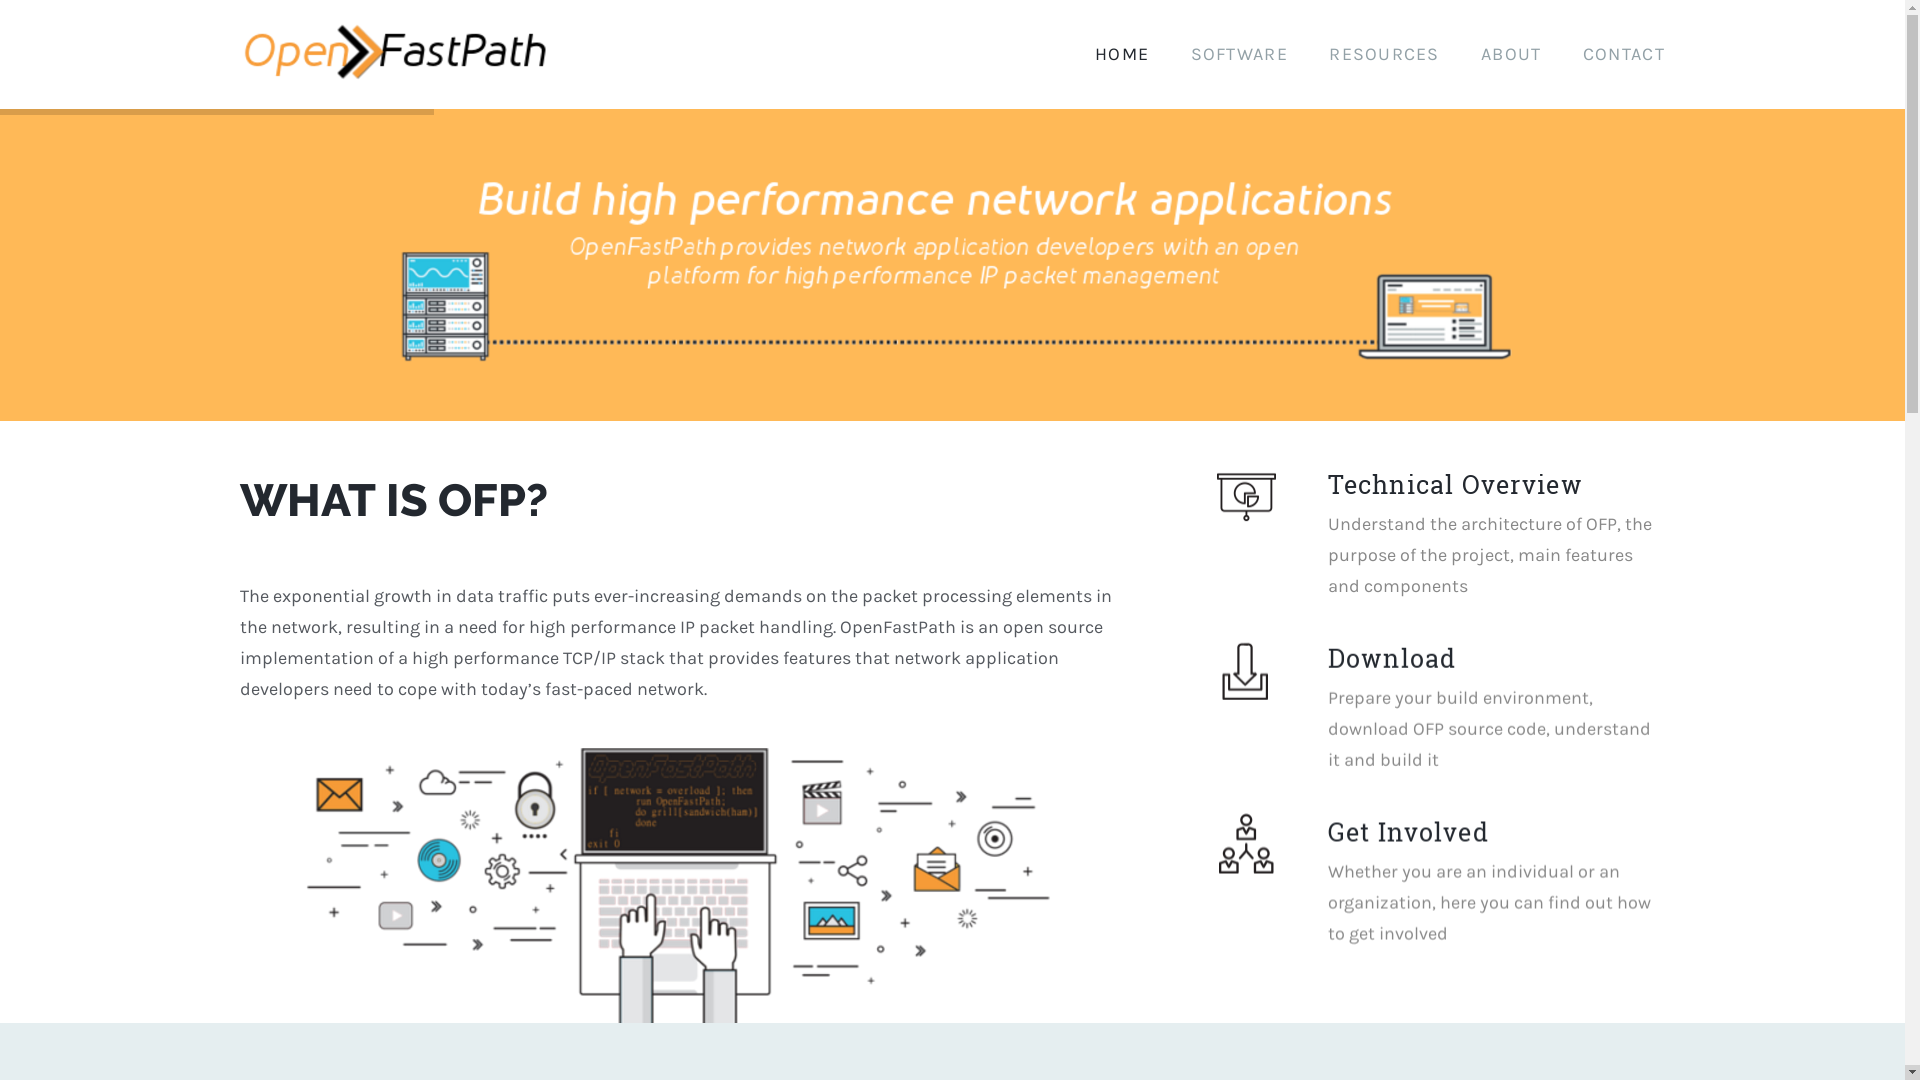 OpenFastPath
HOME
SOFTWARE
RESOURCES
ABOUT
CONTACT
Build high performance network applications
OpenFastPath provides network application developers with an open
platform for high performance IP packet management
WHAT IS OFP?
The exponential growth in data traffic puts ever-increasing demands on the packet processing elements in
the network, resulting in a need for high performance IP packet handling. OpenFastPath is an open source
implementation of a high performance TCP/IP stack that provides features that network application
developers need to cope with today’s fast-paced network.
OpenFastPath
if [ network = overload ]; then
run OpenFastPath;
do grill[sandwich(ham)]
done
fi
exit 0
Technical Overview
Understand the architecture of OFP, the
purpose of the project, main features
and components
Download
Prepare your build environment,
download OFP source code, understand
it and build it
Get Involved
Whether you are an individual or an
organization, here you can find out how
to get involved